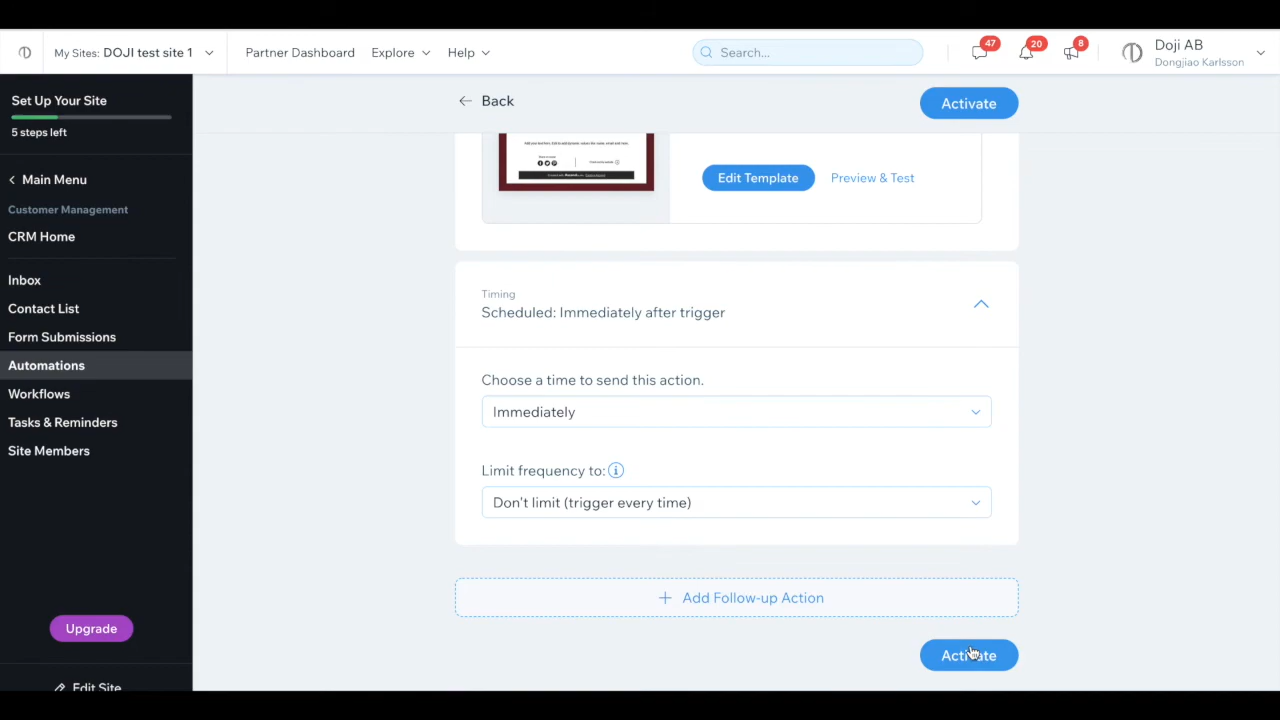 My Sites: DOJI test site 1
Partner Dashboard
Explore
Help
Search...
47
20
8
Doji AB
Dongjiao Karlsson
Set Up Your Site
5 steps left
Main Menu
Customer Management
CRM Home
Inbox
Contact List
Form Submissions
Automations
Workflows
Tasks & Reminders
Site Members
Upgrade
Edit Site
Back
Activate
Edit Template
Preview & Test
Timing
Scheduled: Immediately after trigger
Choose a time to send this action.
Immediately
Limit frequency to:
Don't limit (trigger every time)
+ Add Follow-up Action
Activate